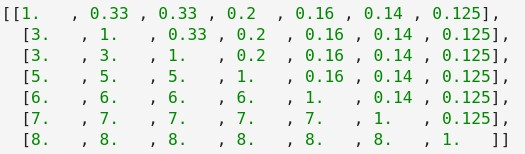 [[1.   , 0.33 , 0.33 , 0.2  , 0.16 , 0.14 , 0.125],
[3.   , 1.   , 0.33 , 0.2  , 0.16 , 0.14 , 0.125],
[3.   , 3.   , 1.   , 0.2  , 0.16 , 0.14 , 0.125],
[5.   , 5.   , 5.   , 1.   , 0.16 , 0.14 , 0.125],
[6.   , 6.   , 6.   , 6.   , 1.   , 0.14 , 0.125],
[7.   , 7.   , 7.   , 7.   , 7.   , 1.   , 0.125],
[8.   , 8.   , 8.   , 8.   , 8.   , 8.   , 1.   ]]